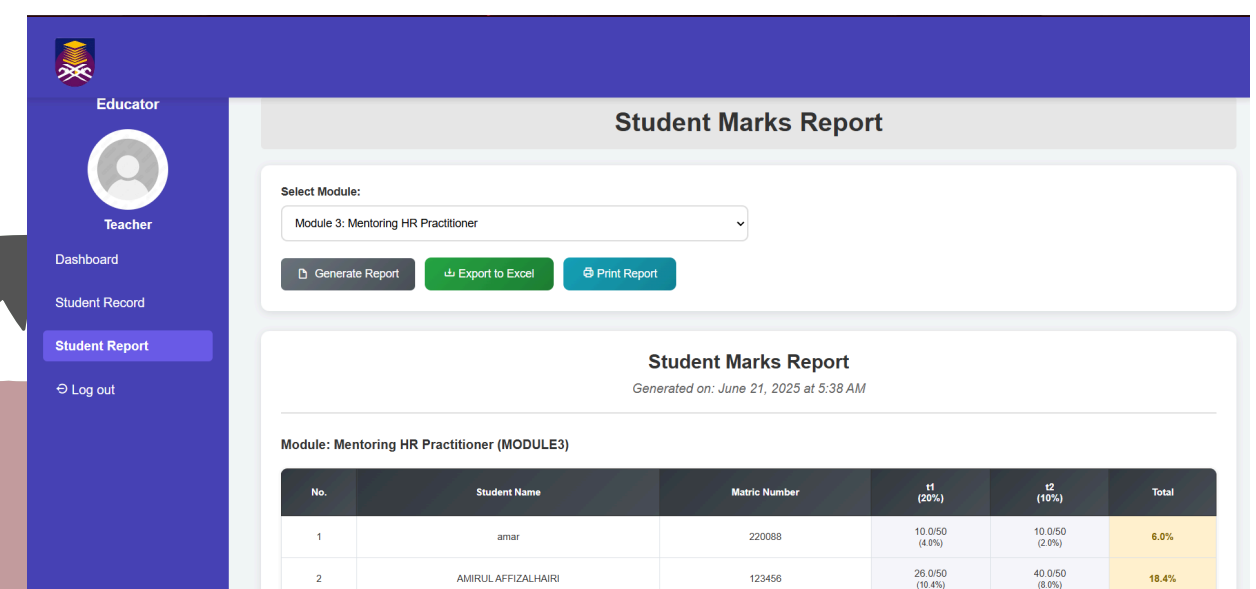 Educator
Teacher
Dashboard
Student Record
Student Report
Log out
Student Marks Report
Select Module:
Module 3: Mentoring HR Practitioner
Generate Report Export to Excel Print Report
Student Marks Report
Generated on: June 21, 2025 at 5:38 AM
Module: Mentoring HR Practitioner (MODULE3)
No. Student Name Matric Number t1 (20%) t2 (10%) Total
1 amar 220088 10.0/50 (4.0%) 10.0/50 (2.0%) 6.0%
2 AMIRUL AFFIZALHAIRI 123456 26.0/50 (10.4%) 40.0/50 (8.0%) 18.4%